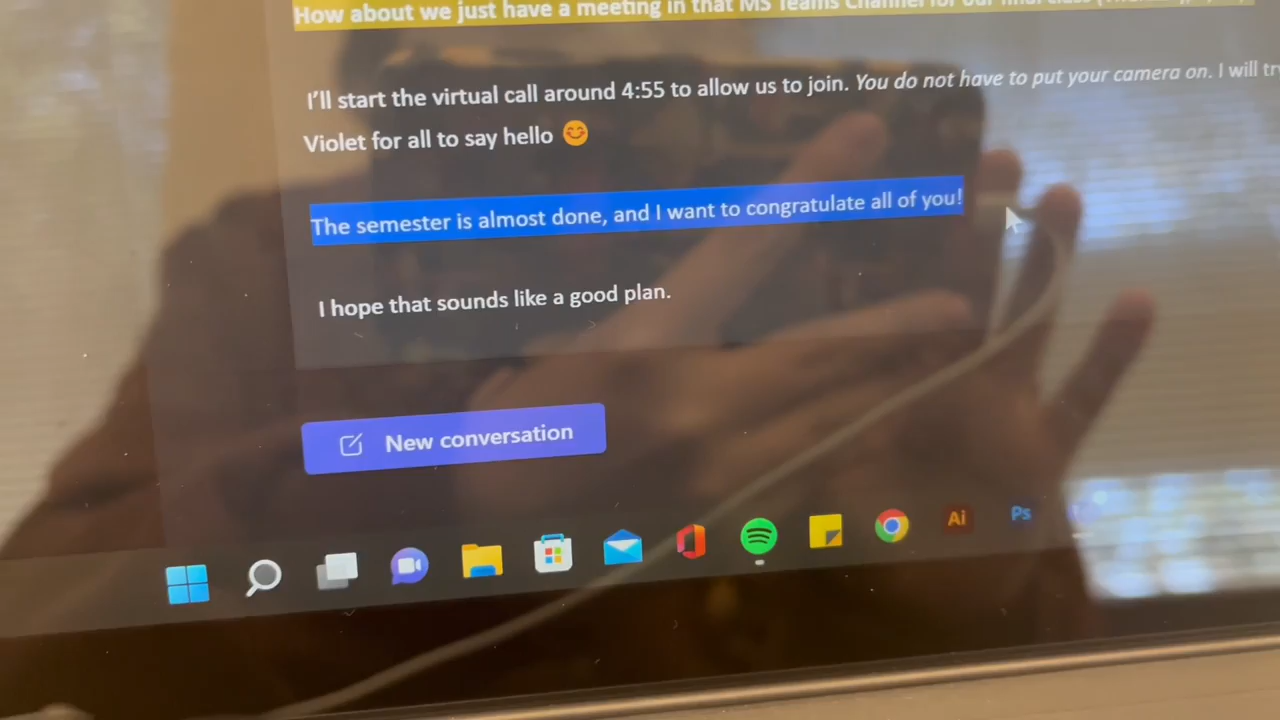 How about we just have a meeting in that MS Teams Channel for our final class
I'll start the virtual call around 4:55 to allow us to join. You do not have to put your camera on. I will
Violet for all to say hello 😊
The semester is almost done, and I want to congratulate all of you!
I hope that sounds like a good plan.
New conversation
Ai
Ps